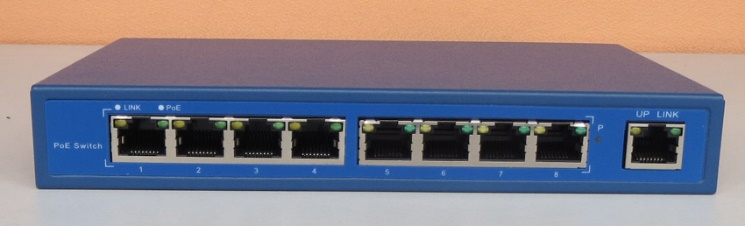 LINK PoE
UP LINK
P
PoE Switch
1 2 3 4 5 6 7 8